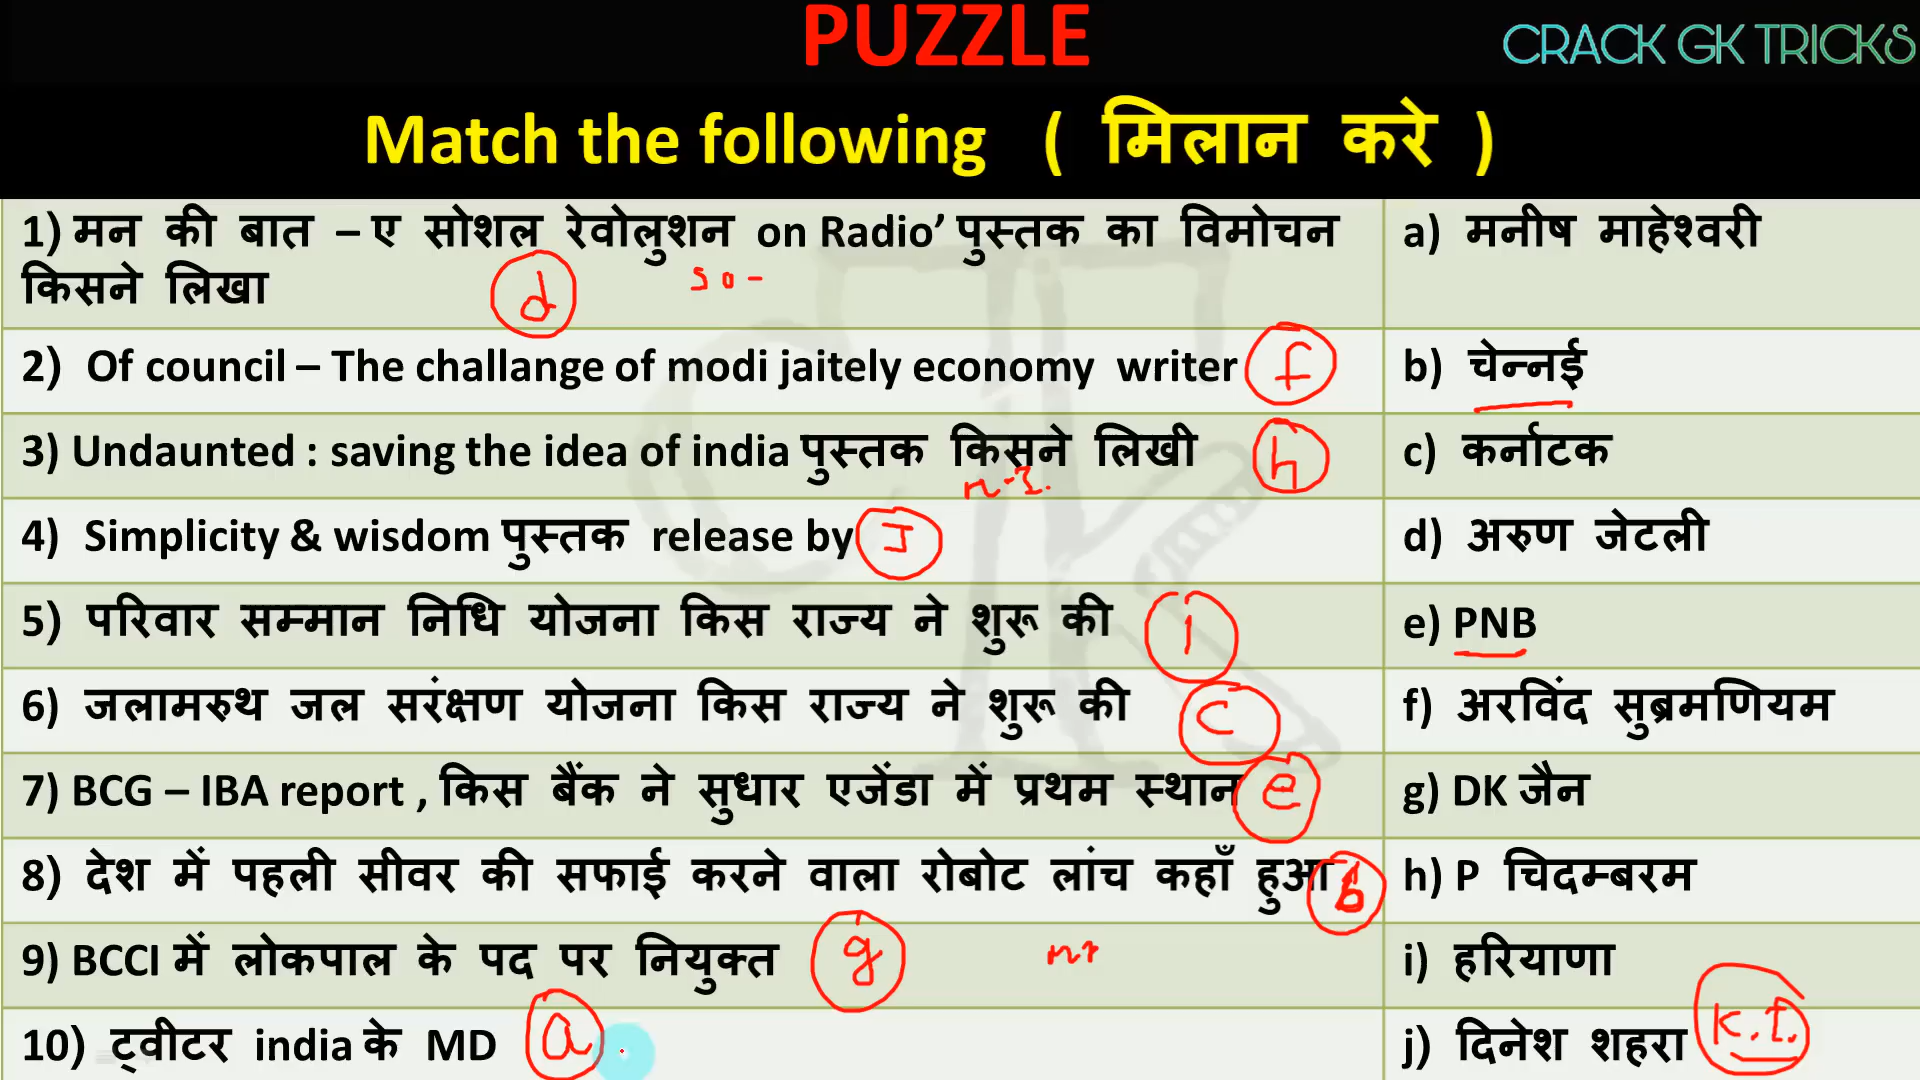 PUZZLE
CRACK GK TRICKS
Match the following ( मिलान करे )
1) मन की बात – ए सोशल रेवोलुशन on Radio’ पुस्तक का विमोचन
किसने लिखा
d
so -
a) मनीष माहेश्वरी
2) Of council – The challange of modi jaitely economy writer
f
b) चेन्नई
3) Undaunted : saving the idea of india पुस्तक किसने लिखी
h
c) कर्नाटक
4) Simplicity & wisdom पुस्तक release by
J
d) अरुण जेटली
5) परिवार सम्मान निधि योजना किस राज्य ने शुरू की
i
e) PNB
6) जलामरुथ जल सरंक्षण योजना किस राज्य ने शुरू की
c
f) अरविंद सुब्रमणियम
7) BCG – IBA report , किस बैंक ने सुधार एजेंडा में प्रथम स्थान
e
g) DK जैन
8) देश में पहली सीवर की सफाई करने वाला रोबोट लांच कहाँ हुआ
b
h) P चिदम्बरम
9) BCCI में लोकपाल के पद पर नियुक्त
g
i) हरियाणा
10) ट्वीटर india के MD
a
j) दिनेश शहरा
K.I.